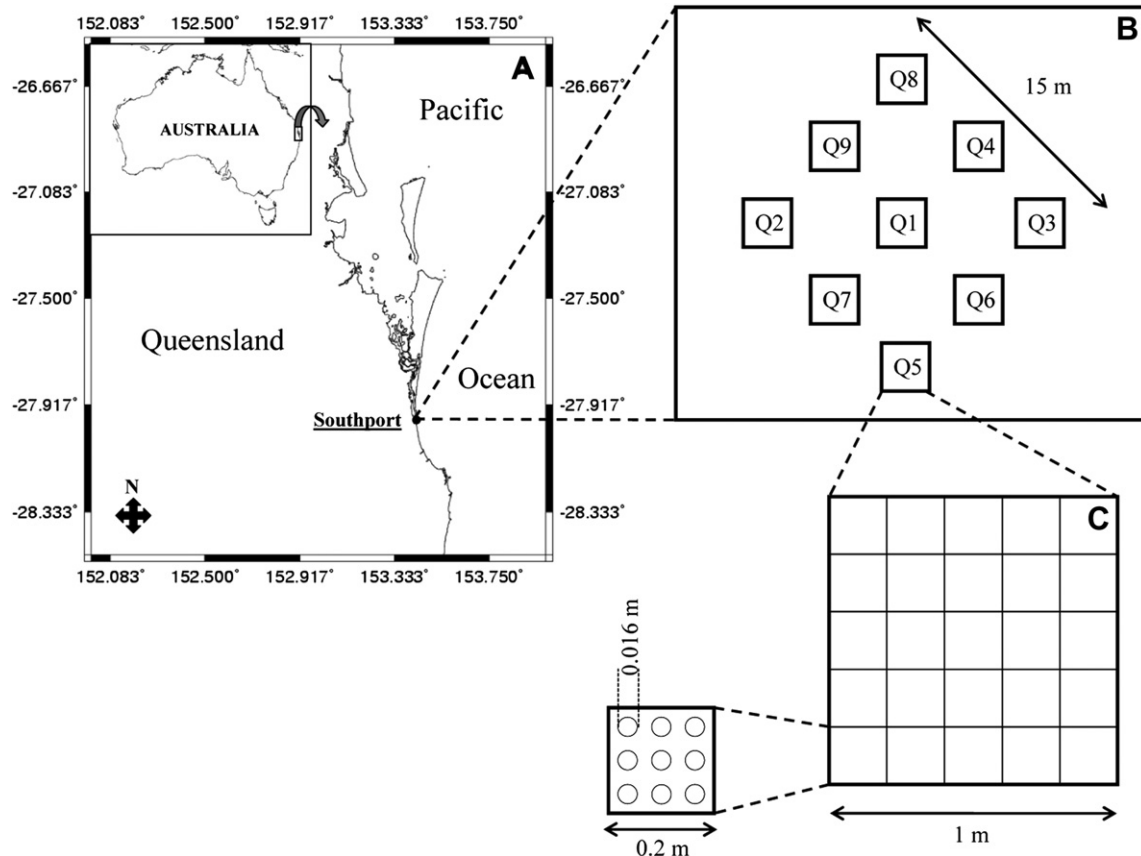 152.083° 152.500° 152.917° 153.333° 153.750°
A
-26.667° -26.667°
Pacific
AUSTRALIA
-27.083° -27.083°
-27.500° -27.500°
Queensland
Ocean
-27.917° -27.917°
Southport
N
-28.333° -28.333°
152.083° 152.500° 152.917° 153.333° 153.750°
B
Q8
15 m
Q9 Q4
Q2 Q1 Q3
Q7 Q6
Q5
C
0.016 m
0.2 m
1 m